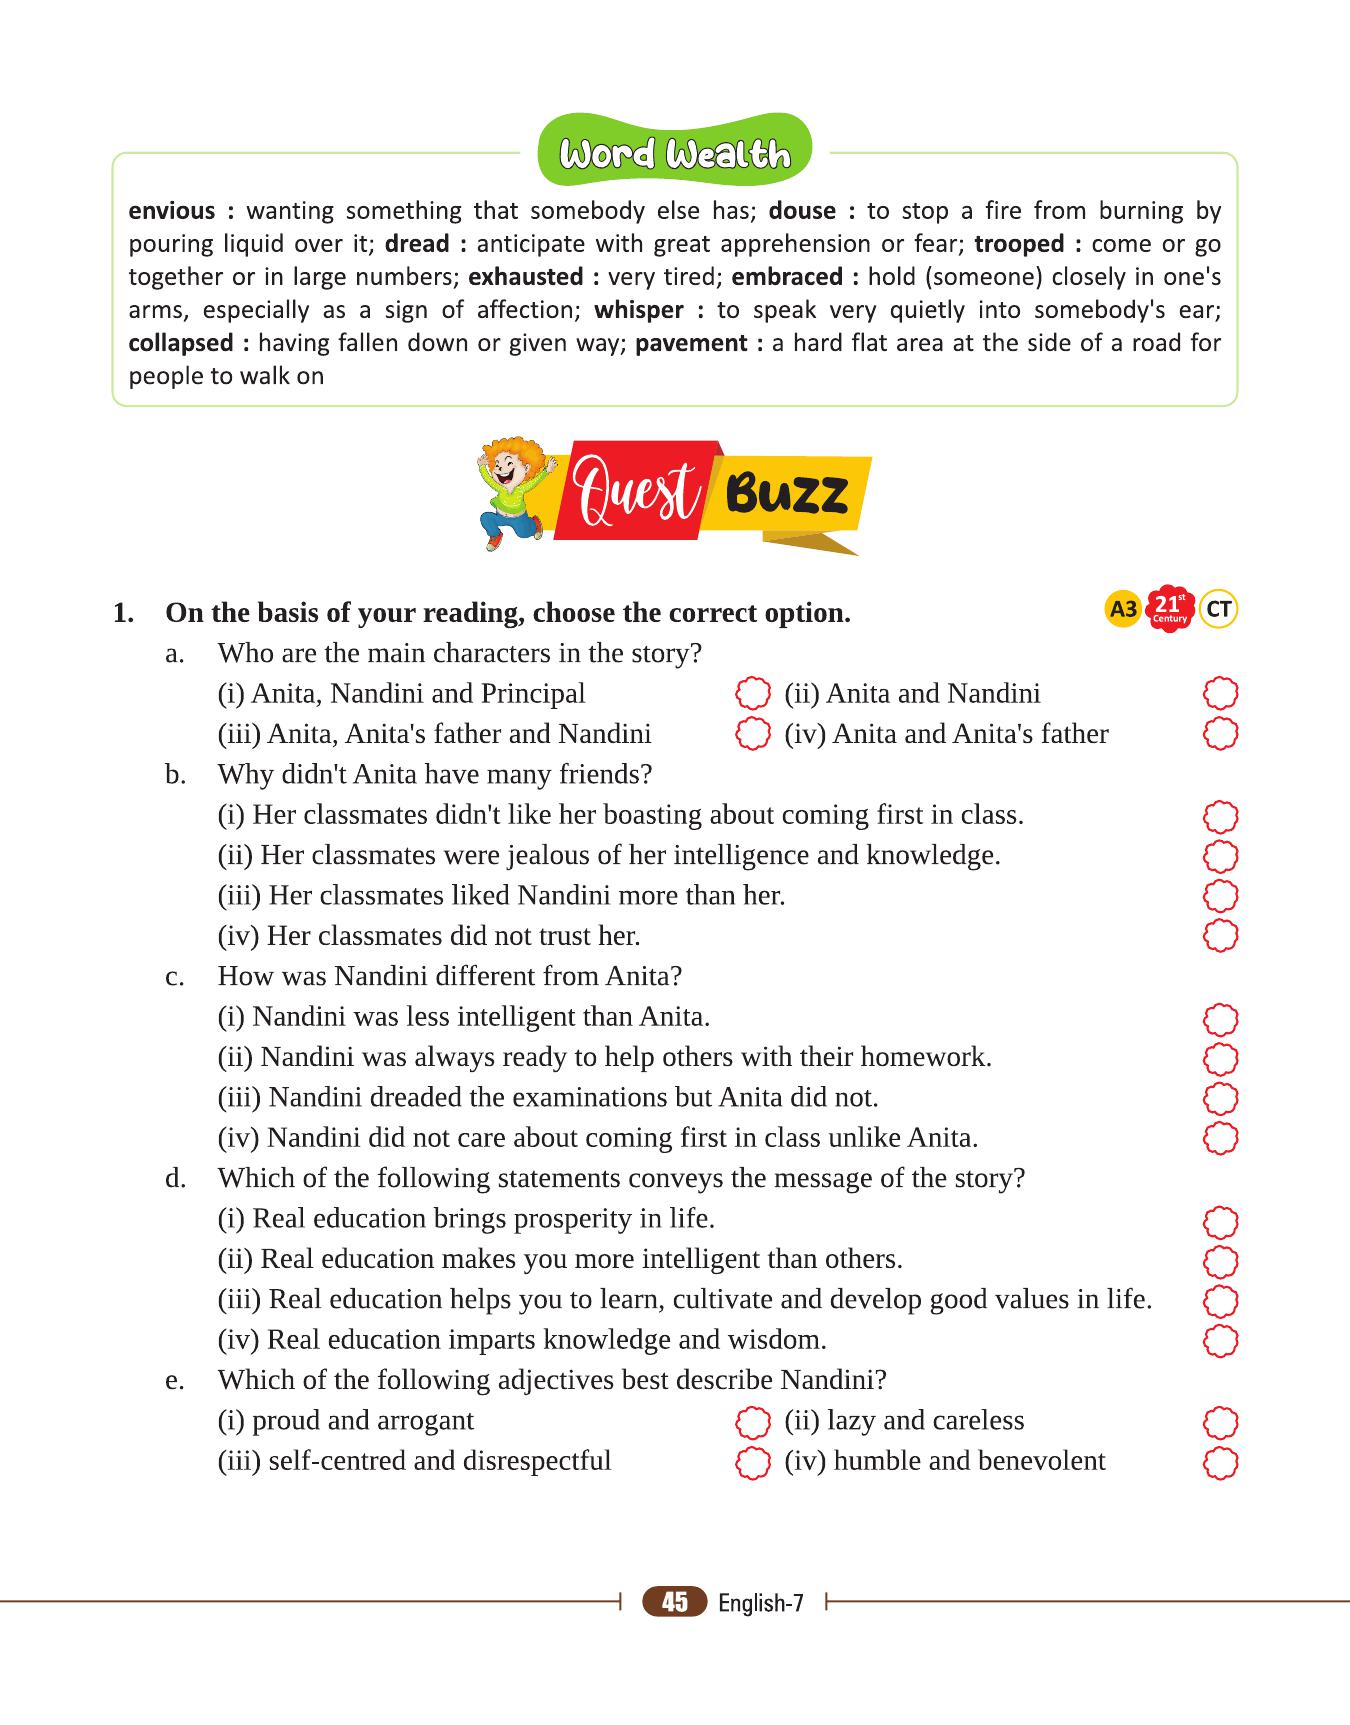 Word Wealth
envious : wanting something that somebody else has; douse : to stop a fire from burning by
pouring liquid over it; dread : anticipate with great apprehension or fear; trooped : come or go
together or in large numbers; exhausted : very tired; embraced : hold (someone) closely in one's
arms, especially as a sign of affection; whisper : to speak very quietly into somebody's ear;
collapsed : having fallen down or given way; pavement : a hard flat area at the side of a road for
people to walk on
Quest Buzz
1. On the basis of your reading, choose the correct option. A3 21st Century CT
a. Who are the main characters in the story?
(i) Anita, Nandini and Principal (ii) Anita and Nandini
(iii) Anita, Anita's father and Nandini (iv) Anita and Anita's father
b. Why didn't Anita have many friends?
(i) Her classmates didn't like her boasting about coming first in class.
(ii) Her classmates were jealous of her intelligence and knowledge.
(iii) Her classmates liked Nandini more than her.
(iv) Her classmates did not trust her.
c. How was Nandini different from Anita?
(i) Nandini was less intelligent than Anita.
(ii) Nandini was always ready to help others with their homework.
(iii) Nandini dreaded the examinations but Anita did not.
(iv) Nandini did not care about coming first in class unlike Anita.
d. Which of the following statements conveys the message of the story?
(i) Real education brings prosperity in life.
(ii) Real education makes you more intelligent than others.
(iii) Real education helps you to learn, cultivate and develop good values in life.
(iv) Real education imparts knowledge and wisdom.
e. Which of the following adjectives best describe Nandini?
(i) proud and arrogant (ii) lazy and careless
(iii) self-centred and disrespectful (iv) humble and benevolent
45 English-7